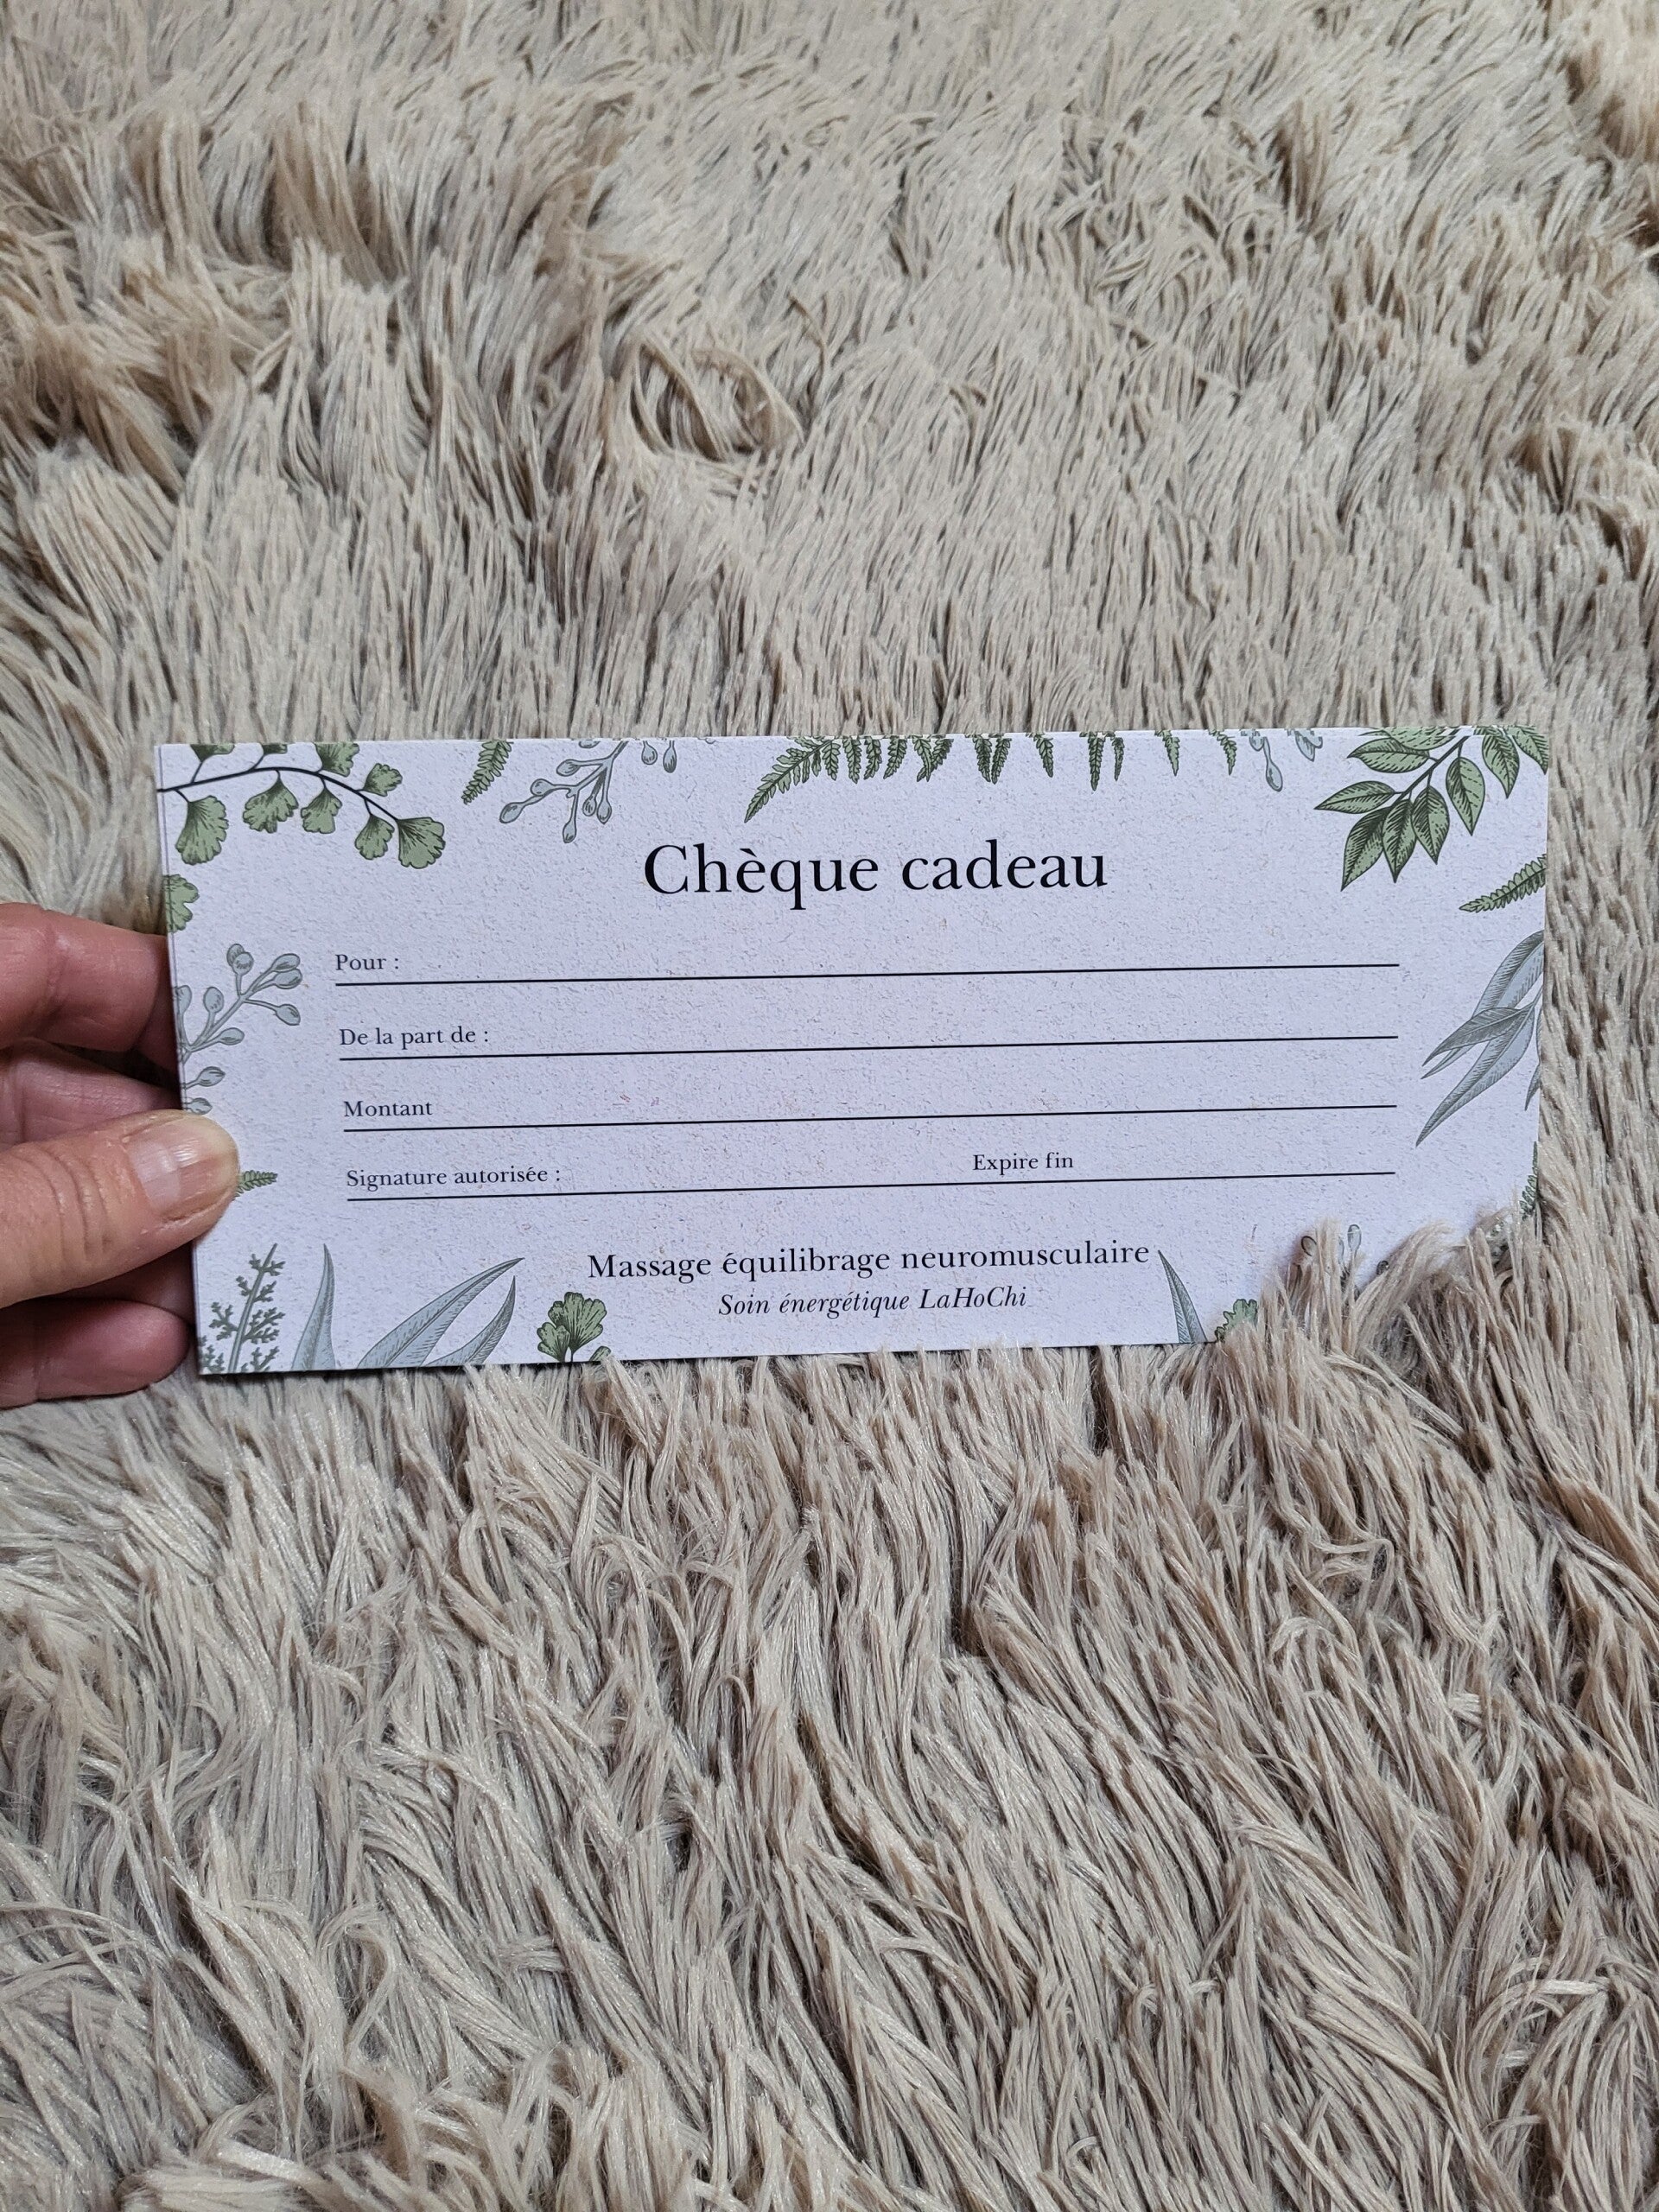 Chèque cadeau
Pour :
De la part de :
Montant
Signature autorisée : Expire fin
Massage équilibrage neuromusculaire
Soin énergétique LaHoChi